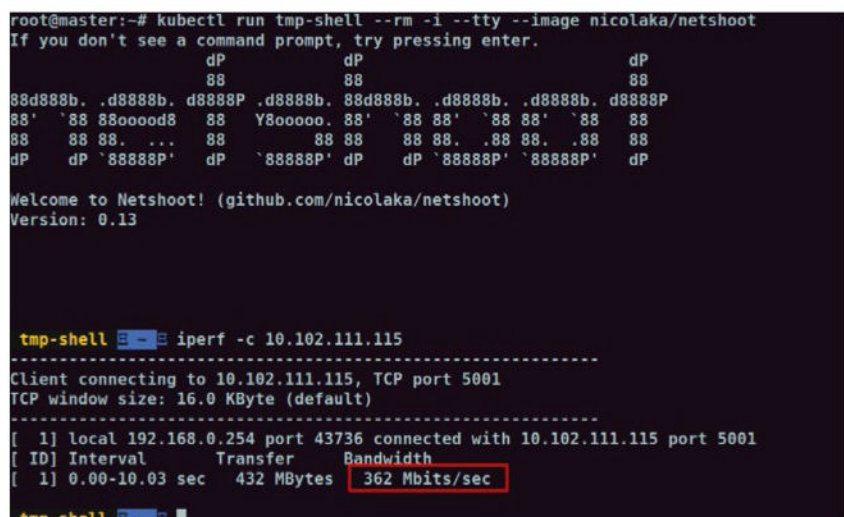 root@master:~# kubectl run tmp-shell --rm -i --tty --image nicolaka/netshoot
If you don't see a command prompt, try pressing enter.
                    dP            dP                           dP
                    88            88                           88
88d888b. .d8888b. d8888P .d8888b. 88d888b. .d8888b. .d8888b. d8888P
88'  `88 88ooood8   88   Y8ooooo. 88'  `88 88'  `88 88'  `88   88
88    88 88.  ...   88         88 88    88 88.  .88 88.  .88   88
dP    dP `88888P'   dP   `88888P' dP    dP `88888P' `88888P'   dP
Welcome to Netshoot! (github.com/nicolaka/netshoot)
Version: 0.13
tmp-shell ~ iperf -c 10.102.111.115
------------------------------------------------------------
Client connecting to 10.102.111.115, TCP port 5001
TCP window size: 16.0 KByte (default)
------------------------------------------------------------
[  1] local 192.168.0.254 port 43736 connected with 10.102.111.115 port 5001
[ ID] Interval       Transfer     Bandwidth
[  1] 0.00-10.03 sec   432 MBytes   362 Mbits/sec
tmp-shell